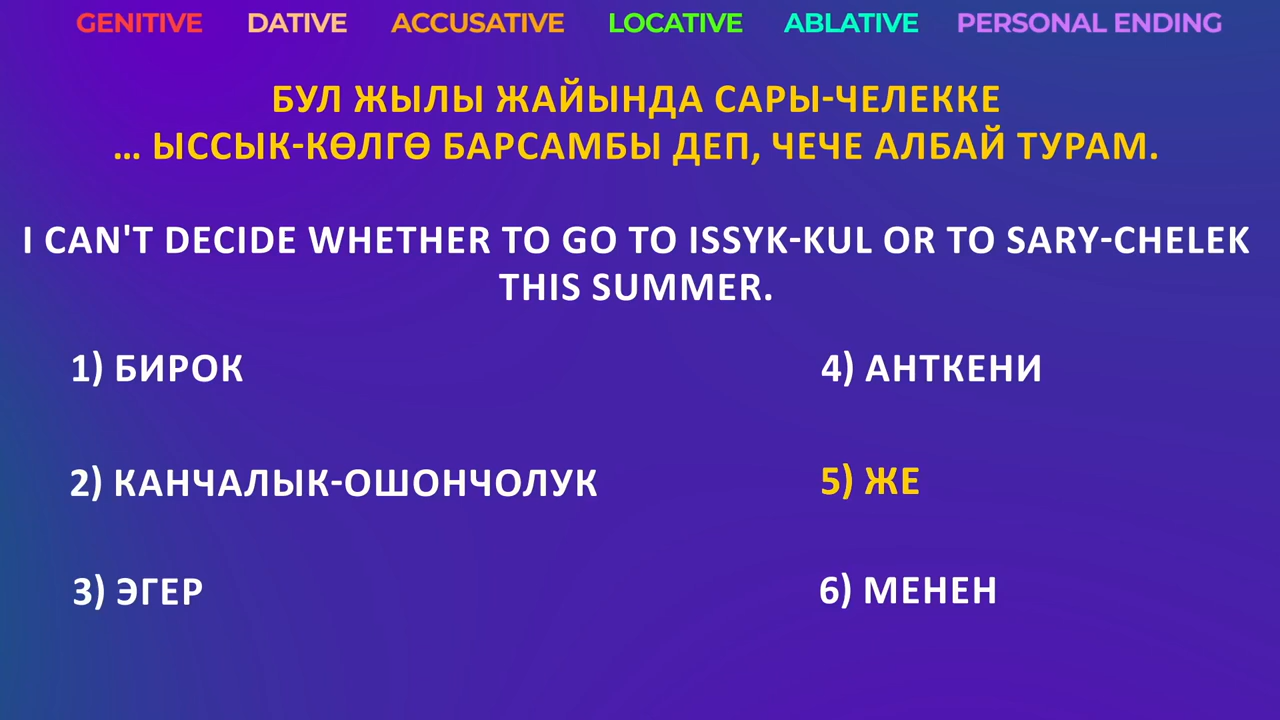 GENITIVE DATIVE ACCUSATIVE LOCATIVE ABLATIVE PERSONAL ENDING
БУЛ ЖЫЛЫ ЖАЙЫНДА САРЫ-ЧЕЛЕККЕ
... ЫССЫК-КӨЛГӨ БАРСАМБЫ ДЕП, ЧЕЧЕ АЛБАЙ ТУРАМ.
I CAN'T DECIDE WHETHER TO GO TO ISSYK-KUL OR TO SARY-CHELEK
THIS SUMMER.
1) БИРОК
4) АНТКЕНИ
2) КАНЧАЛЫК-ОШОНЧОЛУК
5) ЖЕ
3) ЭГЕР
6) МЕНЕН